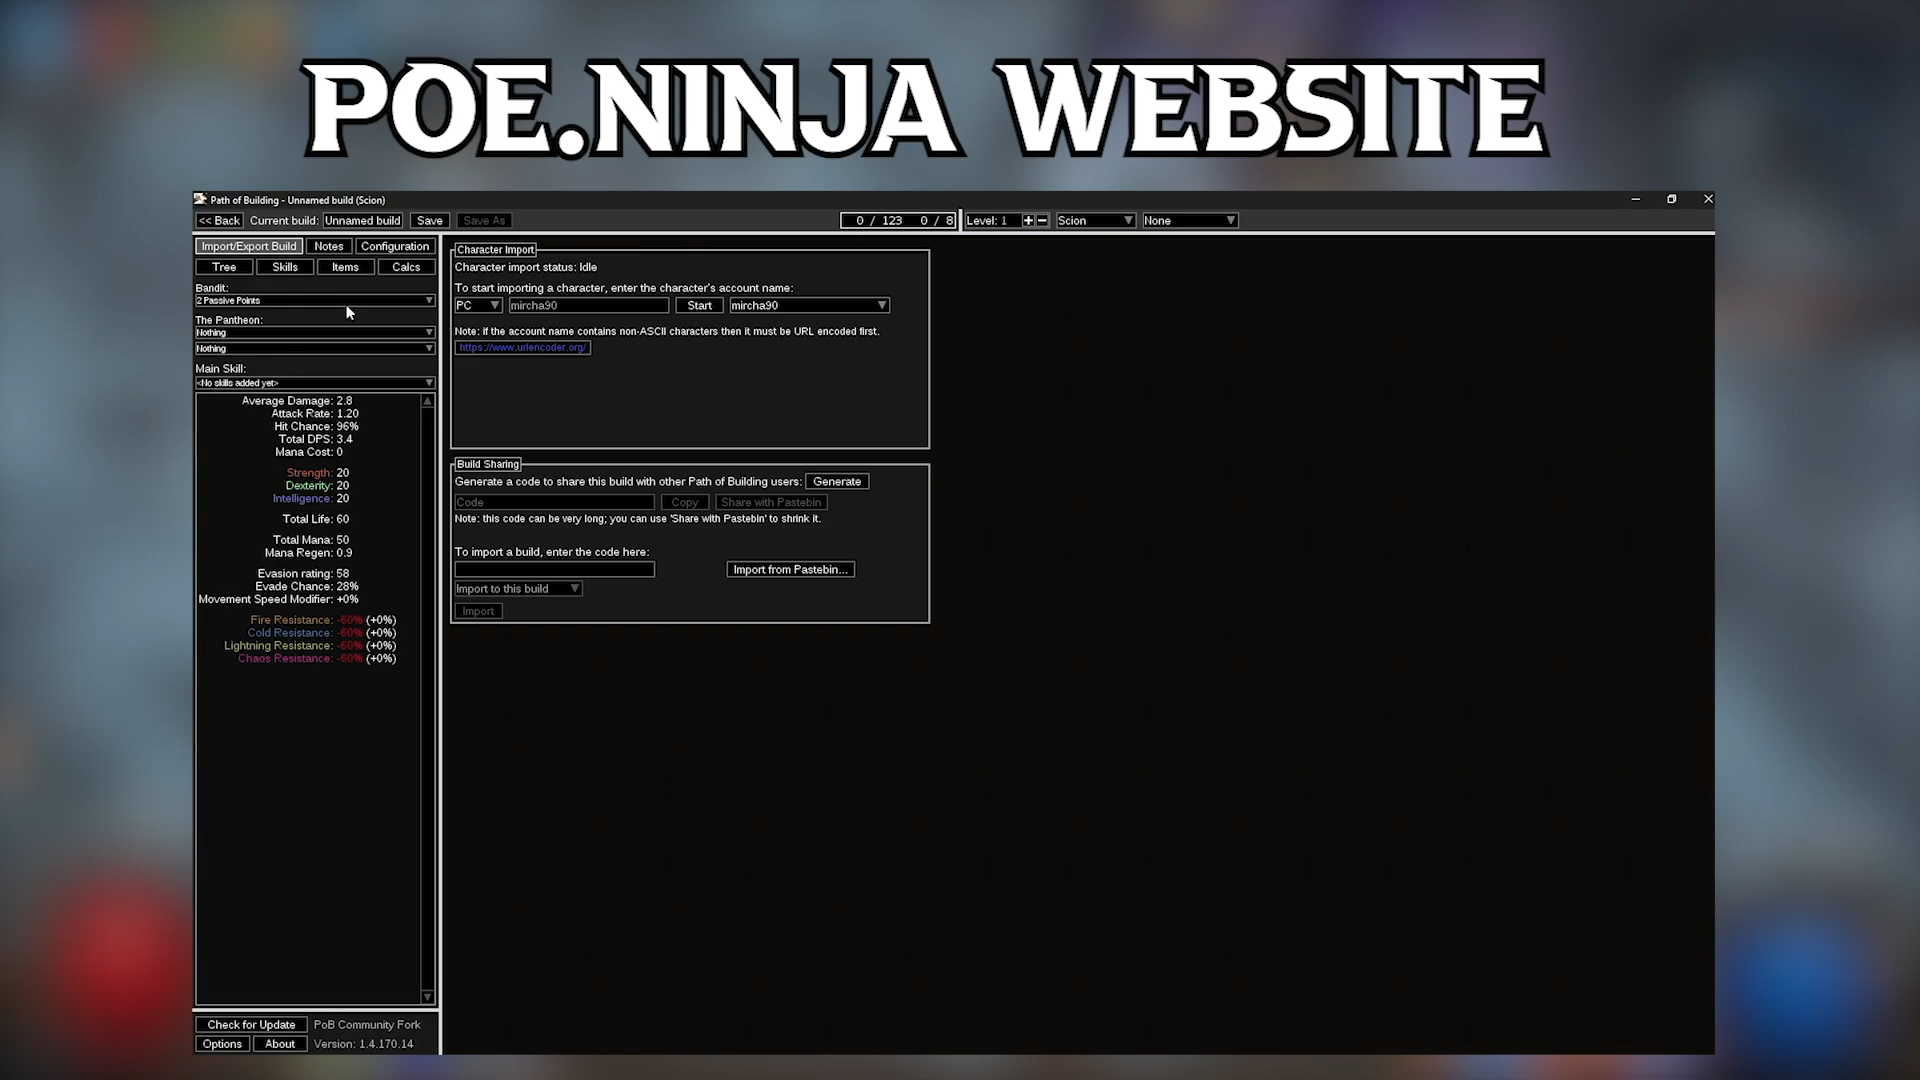 POE.NINJA WEBSITE
Path of Building - Unnamed build (Scion)
<< Back Current build: Unnamed build Save Save As 0 / 123 0 / 8 Level: 1 Scion None
Import/Export Build Notes Configuration
Tree Skills Items Calcs
Bandit:
2 Passive Points
The Pantheon:
Nothing
Nothing
Main Skill:
<No skills added yet>
Average Damage: 2.8
Attack Rate: 1.20
Hit Chance: 96%
Total DPS: 3.4
Mana Cost: 0
Strength: 20
Dexterity: 20
Intelligence: 20
Total Life: 60
Total Mana: 50
Mana Regen: 0.9
Evasion rating: 58
Evade Chance: 28%
Movement Speed Modifier: +0%
Fire Resistance: -60% (+0%)
Cold Resistance: -60% (+0%)
Lightning Resistance: -60% (+0%)
Chaos Resistance: -60% (+0%)
Check for Update PoB Community Fork
Options About Version: 1.4.170.14
Character Import
Character import status: Idle
To start importing a character, enter the character's account name:
PC mircha90 Start mircha90
Note: if the account name contains non-ASCII characters then it must be URL encoded first.
https://www.urlencoder.org/
Build Sharing
Generate a code to share this build with other Path of Building users: Generate
Code Copy Share with Pastebin
Note: this code can be very long; you can use 'Share with Pastebin' to shrink it.
To import a build, enter the code here:
Import from Pastebin...
Import to this build
Import